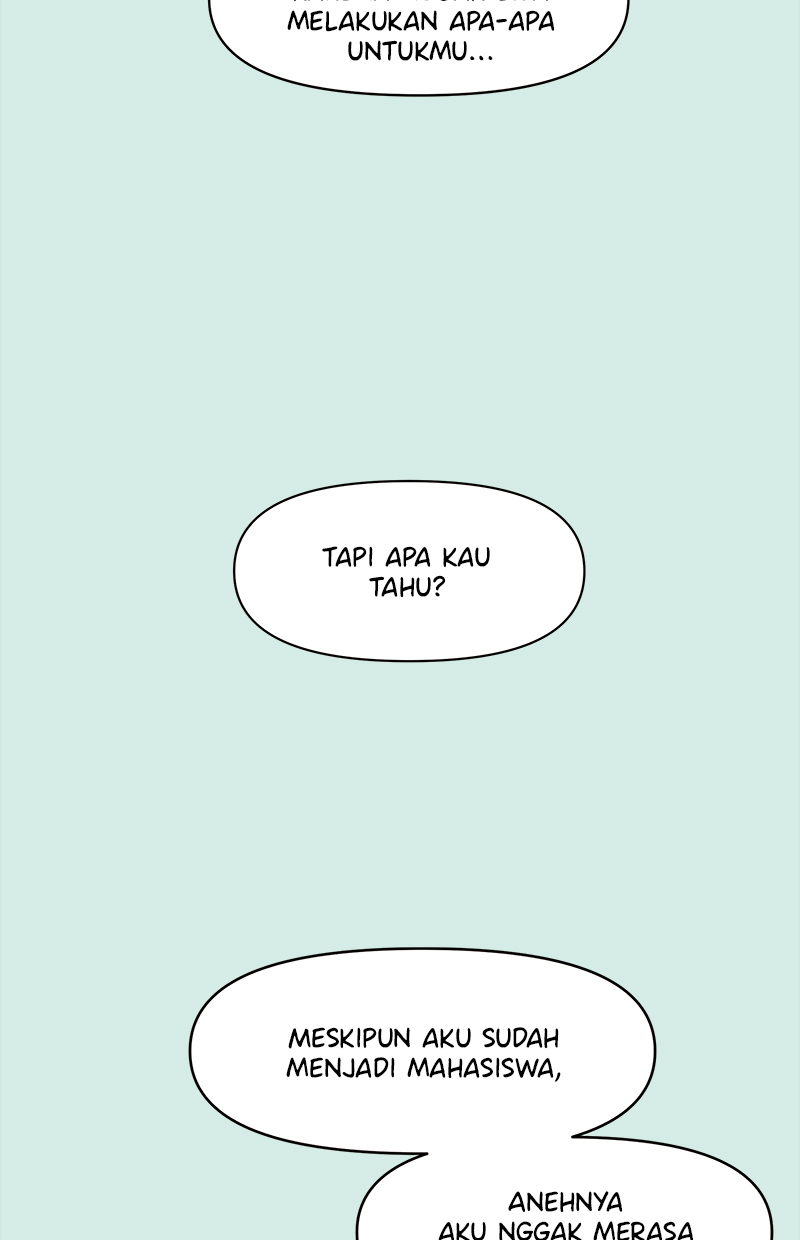 MELAKUKAN APA-APA
UNTUKMU...
TAPI APA KAU
TAHU?
MESKIPUN AKU SUDAH
MENJADI MAHASISWA,
ANEHNYA
AKU NGGAK MERASA